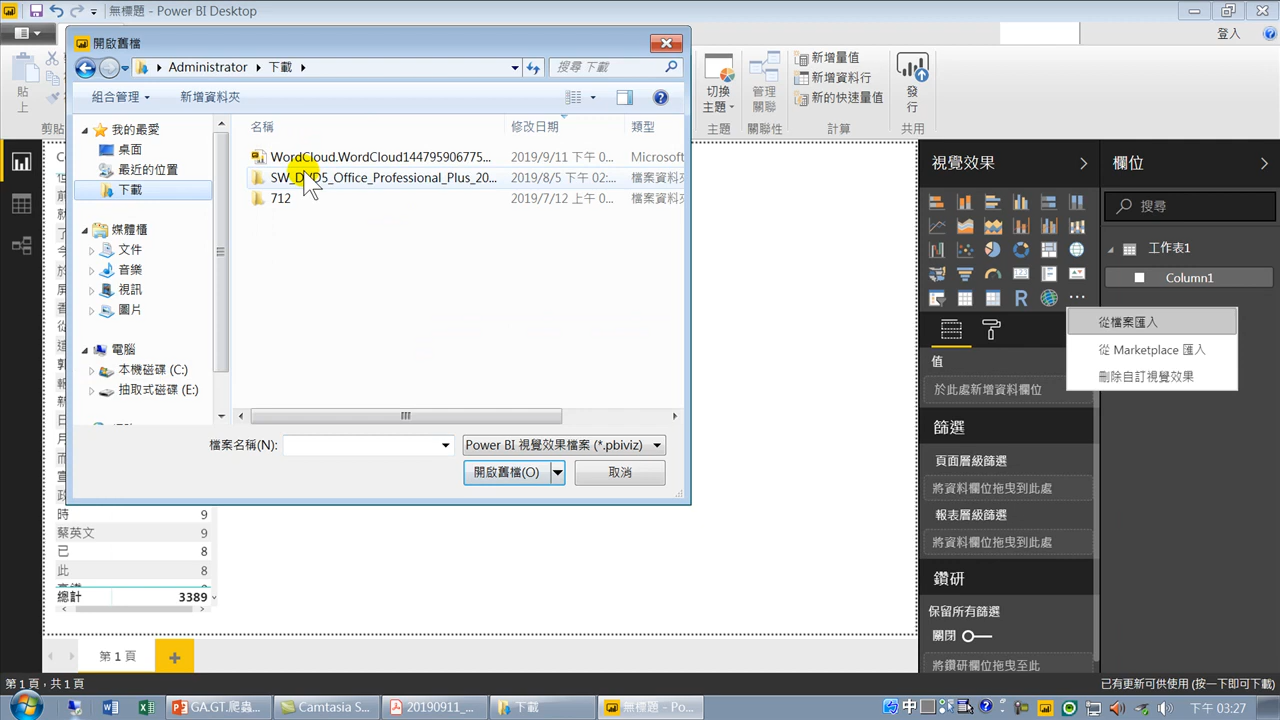 無標題 - Power BI Desktop
登入
開啟舊檔
Administrator ▸ 下載 ▸
搜尋 下載
組合管理
新增資料夾
我的最愛
桌面
最近的位置
下載
媒體櫃
文件
音樂
視訊
圖片
電腦
本機磁碟 (C:)
抽取式磁碟 (E:)
名稱
修改日期
類型
WordCloud.WordCloud144795906775...
2019/9/11 下午 0...
Microsoft
SW_DVD5_Office_Professional_Plus_20...
2019/8/5 下午 02:...
檔案資料夾
712
2019/7/12 上午 0...
檔案資料夾
檔案名稱(N):
Power BI 視覺效果檔案 (*.pbiviz)
開啟舊檔(O)
取消
貼
上
剪貼
切換
主題
主題
管理
關聯
關聯性
新增量值
新增資料行
新的快速量值
計算
發
行
共用
視覺效果
欄位
搜尋
工作表1
Column1
從檔案匯入
從 Marketplace 匯入
刪除自訂視覺效果
值
於此處新增資料欄位
篩選
頁面層級篩選
將資料欄位拖曳到此處
報表層級篩選
將資料欄位拖曳到此處
鑽研
保留所有篩選
關閉
將鑽研欄位拖曳至此
時 9
蔡英文 9
已 8
此 8
總計 3389
第 1 頁
第 1 頁，共 1 頁
已有更新可供使用 (按一下即可下載)
GA.GT.爬蟲...
Camtasia S...
20190911_...
下載
無標題 - Po...
中
下午 03:27